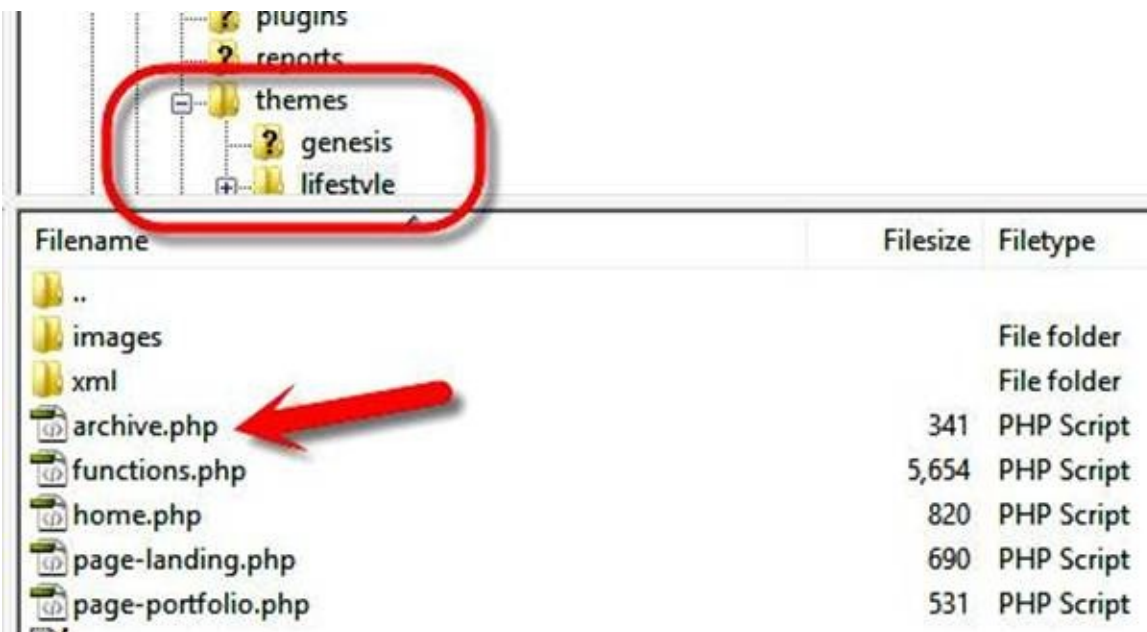 plugins
reports
themes
genesis
lifestyle
Filename Filesize Filetype
..
images File folder
xml File folder
archive.php 341 PHP Script
functions.php 5,654 PHP Script
home.php 820 PHP Script
page-landing.php 690 PHP Script
page-portfolio.php 531 PHP Script